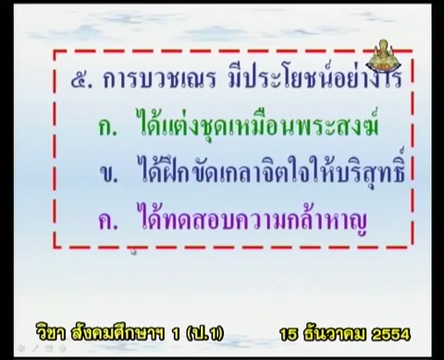 ๕. การบวชเณร มีประโยชน์อย่างไร
ก. ได้แต่งชุดเหมือนพระสงฆ์
ข. ได้ฝึกขัดเกลาจิตใจให้บริสุทธิ์
ค. ได้ทดสอบความกล้าหาญ
วิชา สังคมศึกษาฯ 1 (ป.1) 15 ธันวาคม 2554